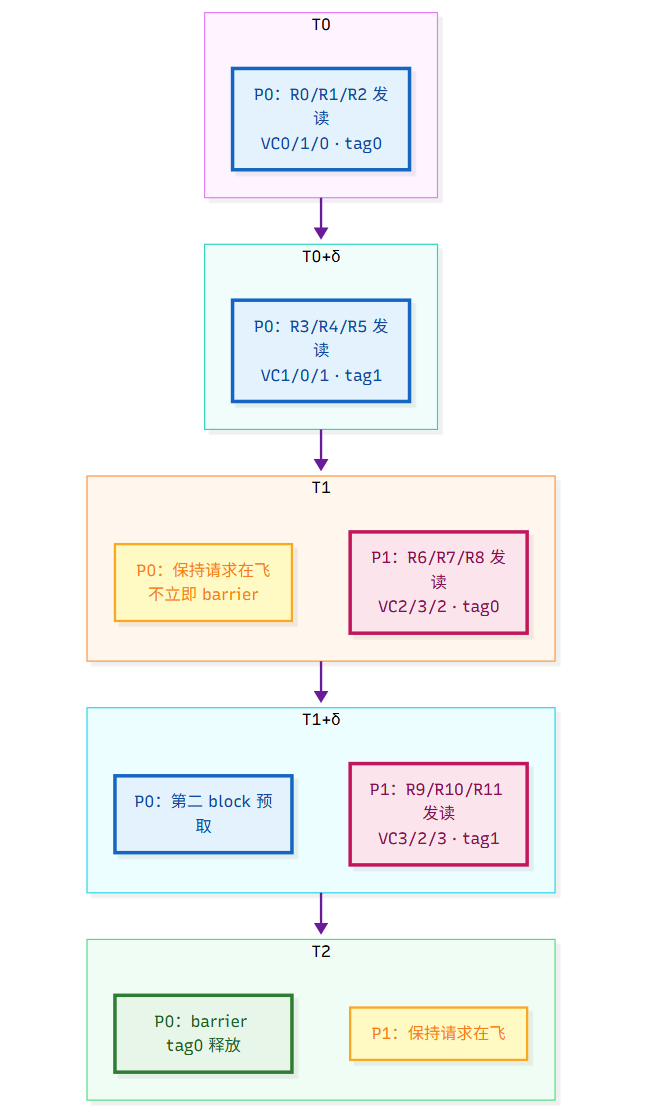 T0
P0：R0/R1/R2 发
读
VC0/1/0 · tag0
T0+δ
P0：R3/R4/R5 发
读
VC1/0/1 · tag1
T1
P0：保持请求在飞
不立即 barrier
P1：R6/R7/R8 发
读
VC2/3/2 · tag0
T1+δ
P0：第二 block 预
取
P1：R9/R10/R11
发读
VC3/2/3 · tag1
T2
P0：barrier
tag0 释放
P1：保持请求在飞